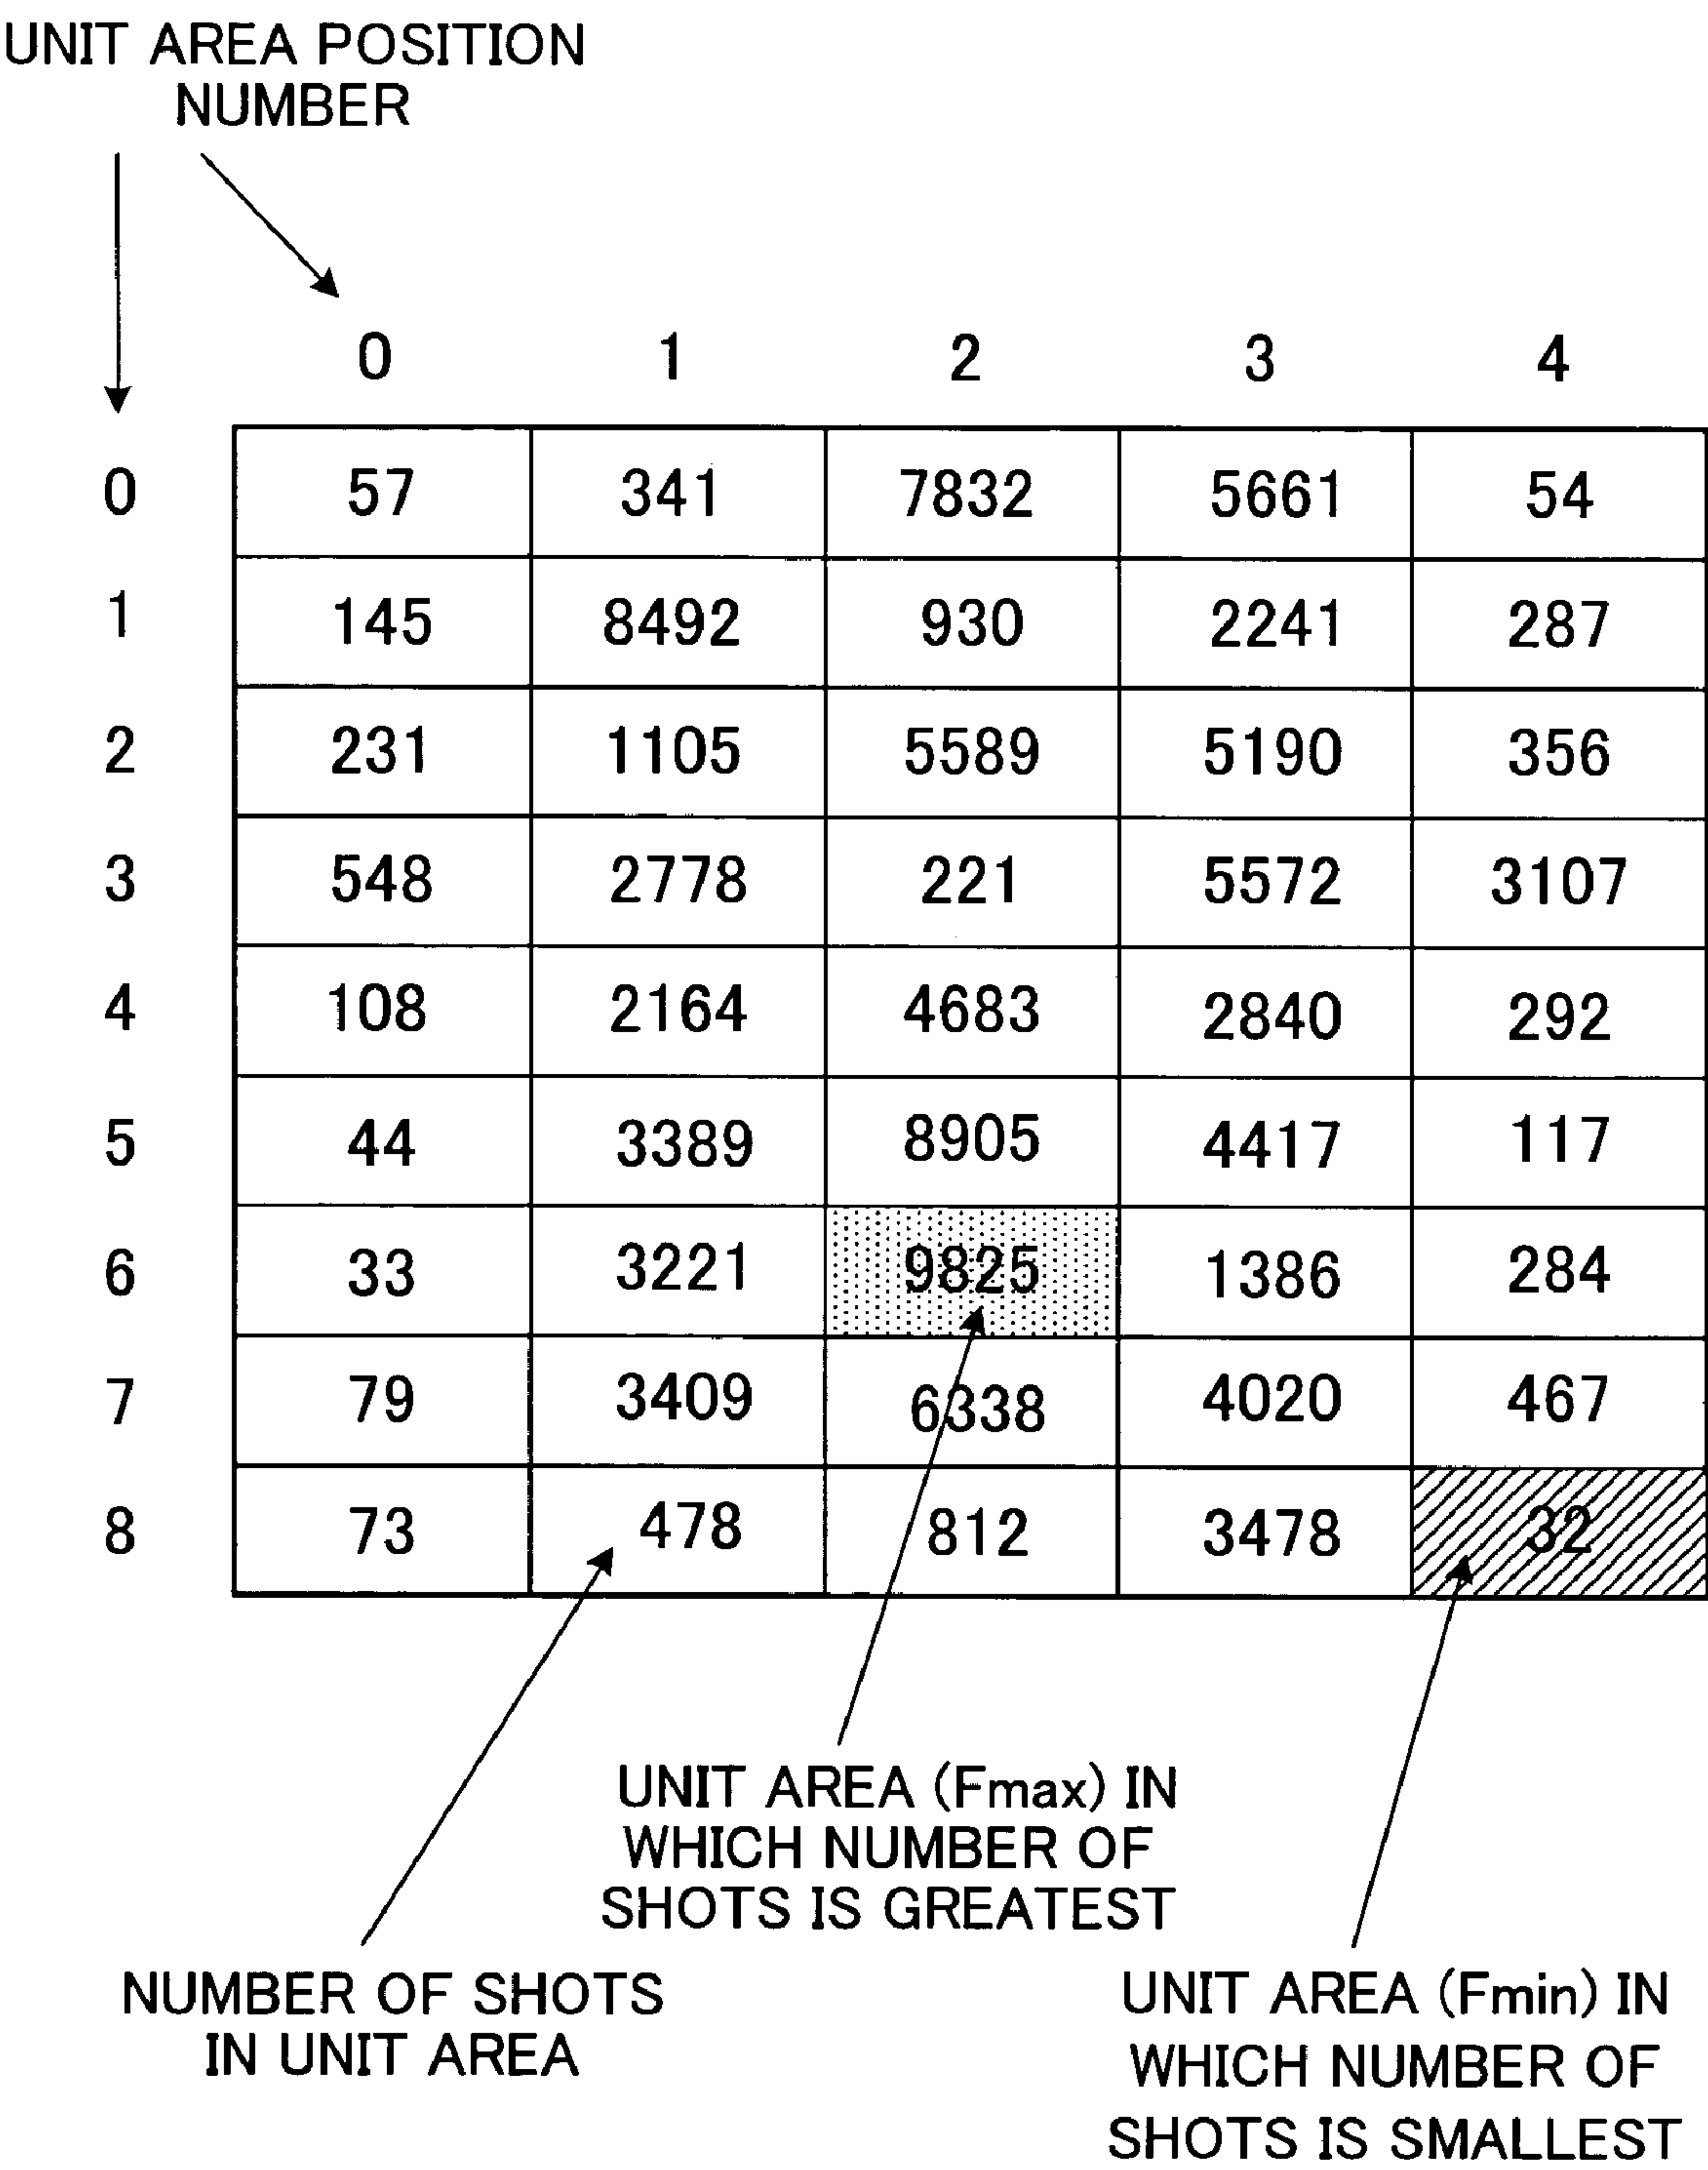 UNIT AREA POSITION
NUMBER
0 1 2 3 4
0 57 341 7832 5661 54
1 145 8492 930 2241 287
2 231 1105 5589 5190 356
3 548 2778 221 5572 3107
4 108 2164 4683 2840 292
5 44 3389 8905 4417 117
6 33 3221 9825 1386 284
7 79 3409 6338 4020 467
8 73 478 812 3478 32
UNIT AREA (Fmax) IN
WHICH NUMBER OF
SHOTS IS GREATEST
NUMBER OF SHOTS
IN UNIT AREA
UNIT AREA (Fmin) IN
WHICH NUMBER OF
SHOTS IS SMALLEST